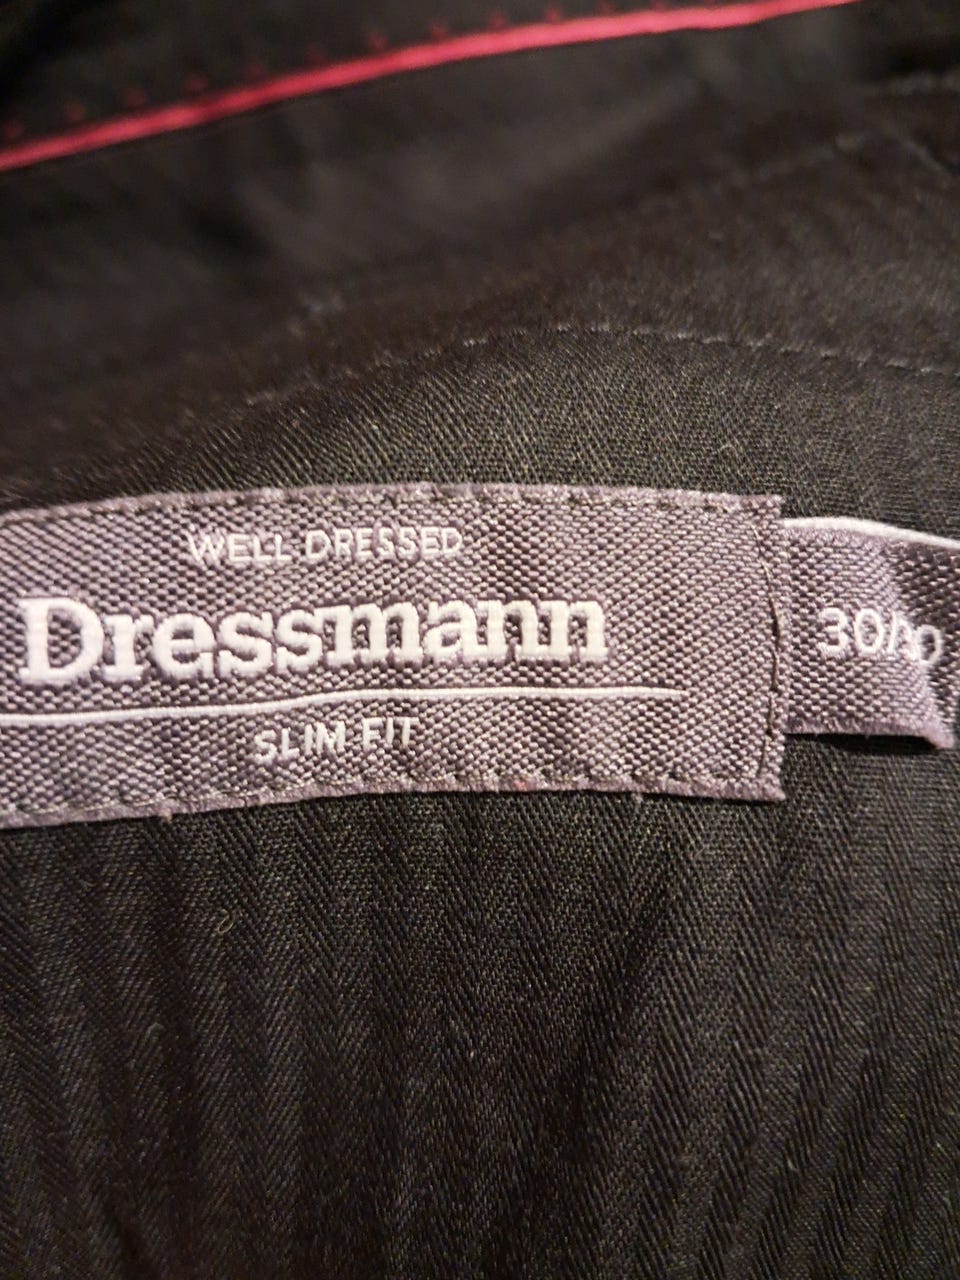 WELL DRESSED
Dressmann
SLIM FIT